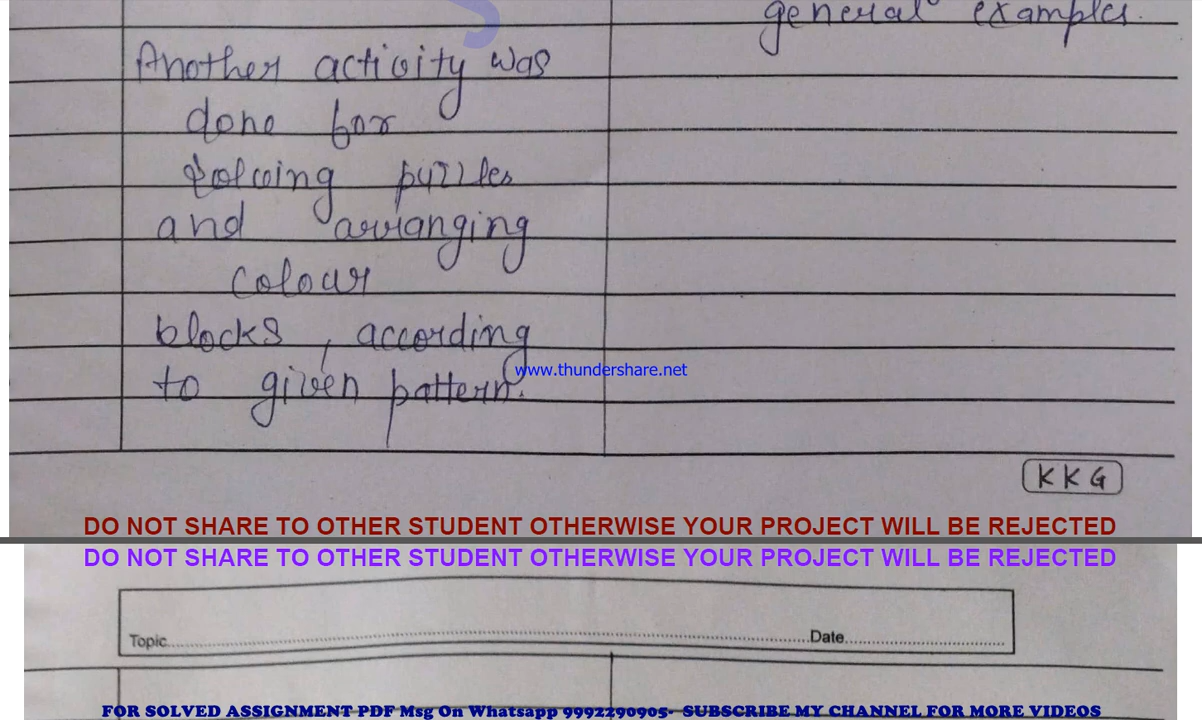 general examples.
Another activity was
done for
solving puzzles
and arranging
colour
blocks, according
www.thundershare.net
to given pattern.
KKG
DO NOT SHARE TO OTHER STUDENT OTHERWISE YOUR PROJECT WILL BE REJECTED
DO NOT SHARE TO OTHER STUDENT OTHERWISE YOUR PROJECT WILL BE REJECTED
Topic.......... Date..........
FOR SOLVED ASSIGNMENT PDF Msg On Whatsapp 9992290905- SUBSCRIBE MY CHANNEL FOR MORE VIDEOS